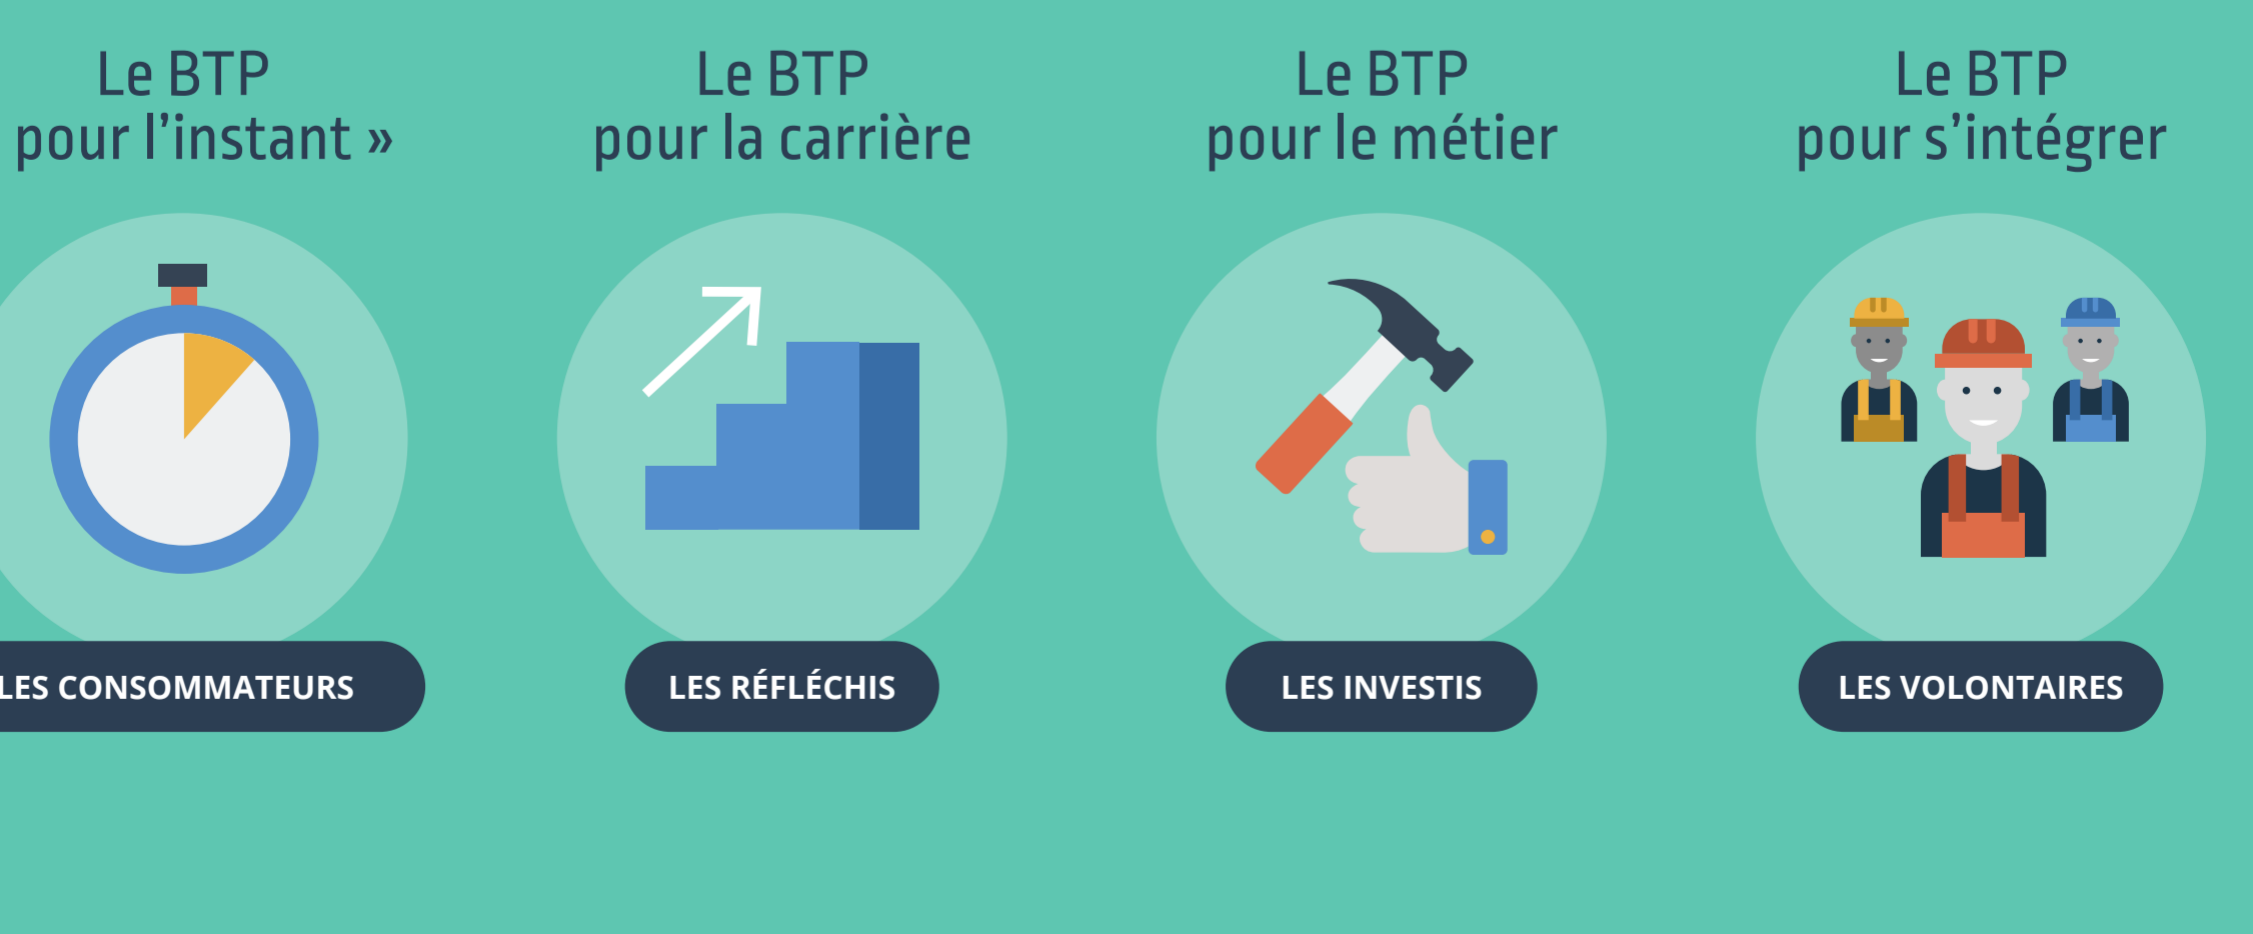 Le BTP
pour l’instant »
LES CONSOMMATEURS
Le BTP
pour la carrière
LES RÉFLÉCHIS
Le BTP
pour le métier
LES INVESTIS
Le BTP
pour s’intégrer
LES VOLONTAIRES